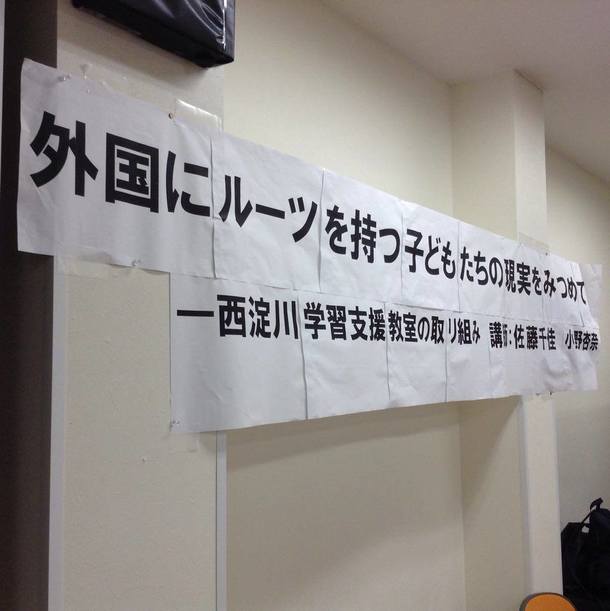 外国にルーツを持つ子どもたちの現実をみつめて
―西淀川学習支援教室の取り組み 講師:佐藤千佳 小野杏奈